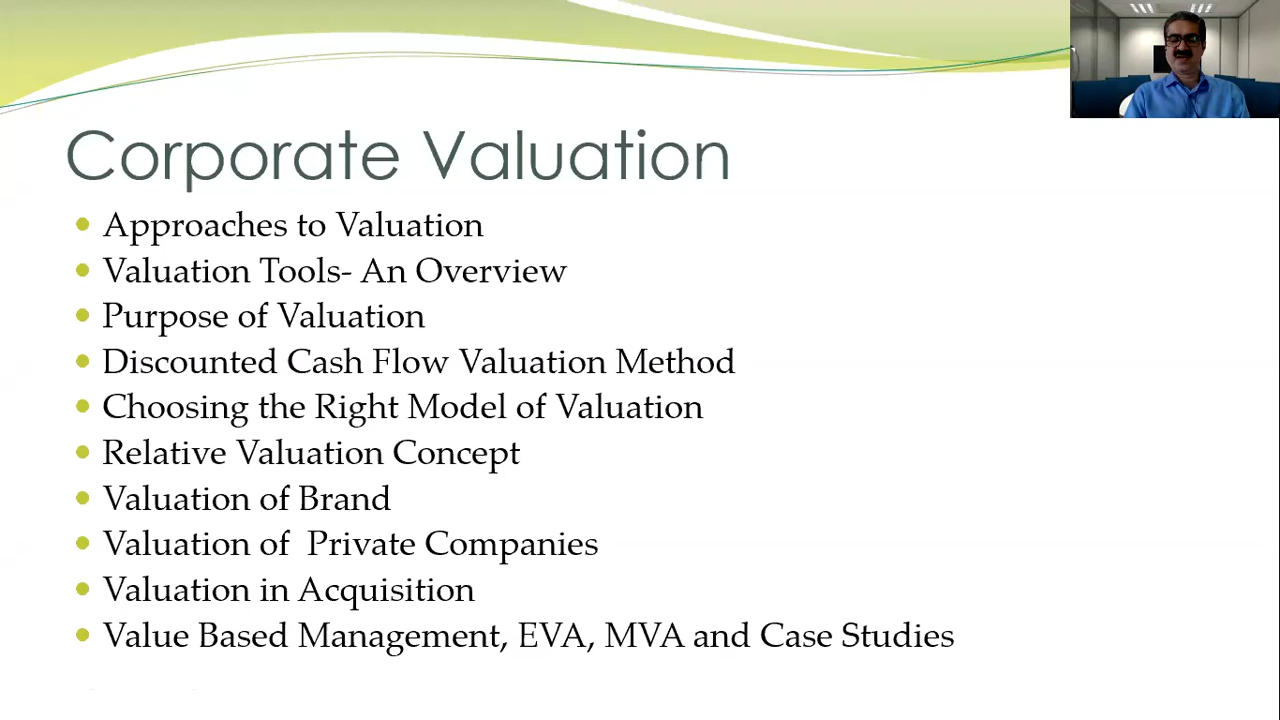 Corporate Valuation
Approaches to Valuation
Valuation Tools- An Overview
Purpose of Valuation
Discounted Cash Flow Valuation Method
Choosing the Right Model of Valuation
Relative Valuation Concept
Valuation of Brand
Valuation of  Private Companies
Valuation in Acquisition
Value Based Management, EVA, MVA and Case Studies